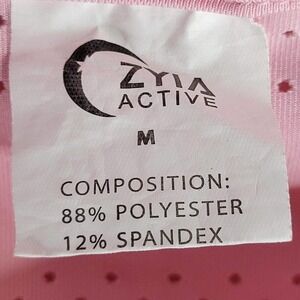 ZYIA
ACTIVE
M
COMPOSITION:
88% POLYESTER
12% SPANDEX